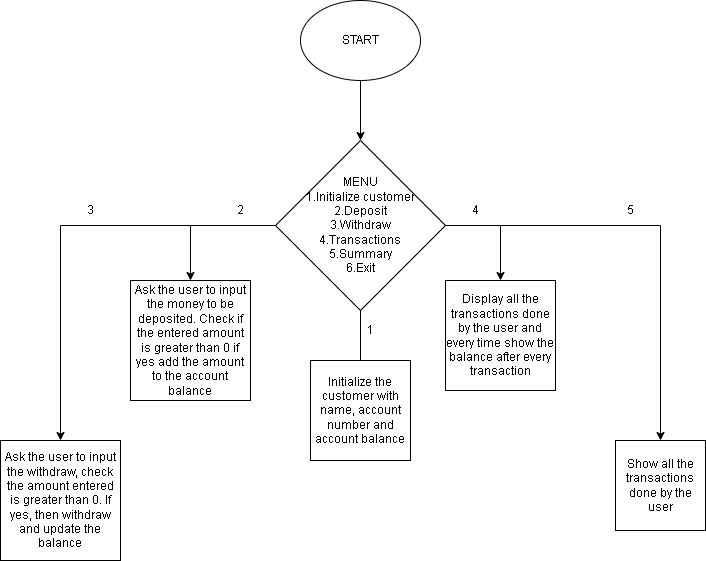 START
MENU
1.Initialize customer
2.Deposit
3.Withdraw
4.Transactions
5.Summary
6.Exit
3
2
4
5
Ask the user to input
the money to be
deposited. Check if
the entered amount
is greater than 0 if
yes add the amount
to the account
balance
Display all the
transactions done
by the user and
every time show the
balance after every
transaction
1
Initialize the
customer with
name, account
number and
account balance
Ask the user to input
the withdraw, check
the amount entered
is greater than 0. If
yes, then withdraw
and update the
balance
Show all the
transactions
done by the
user